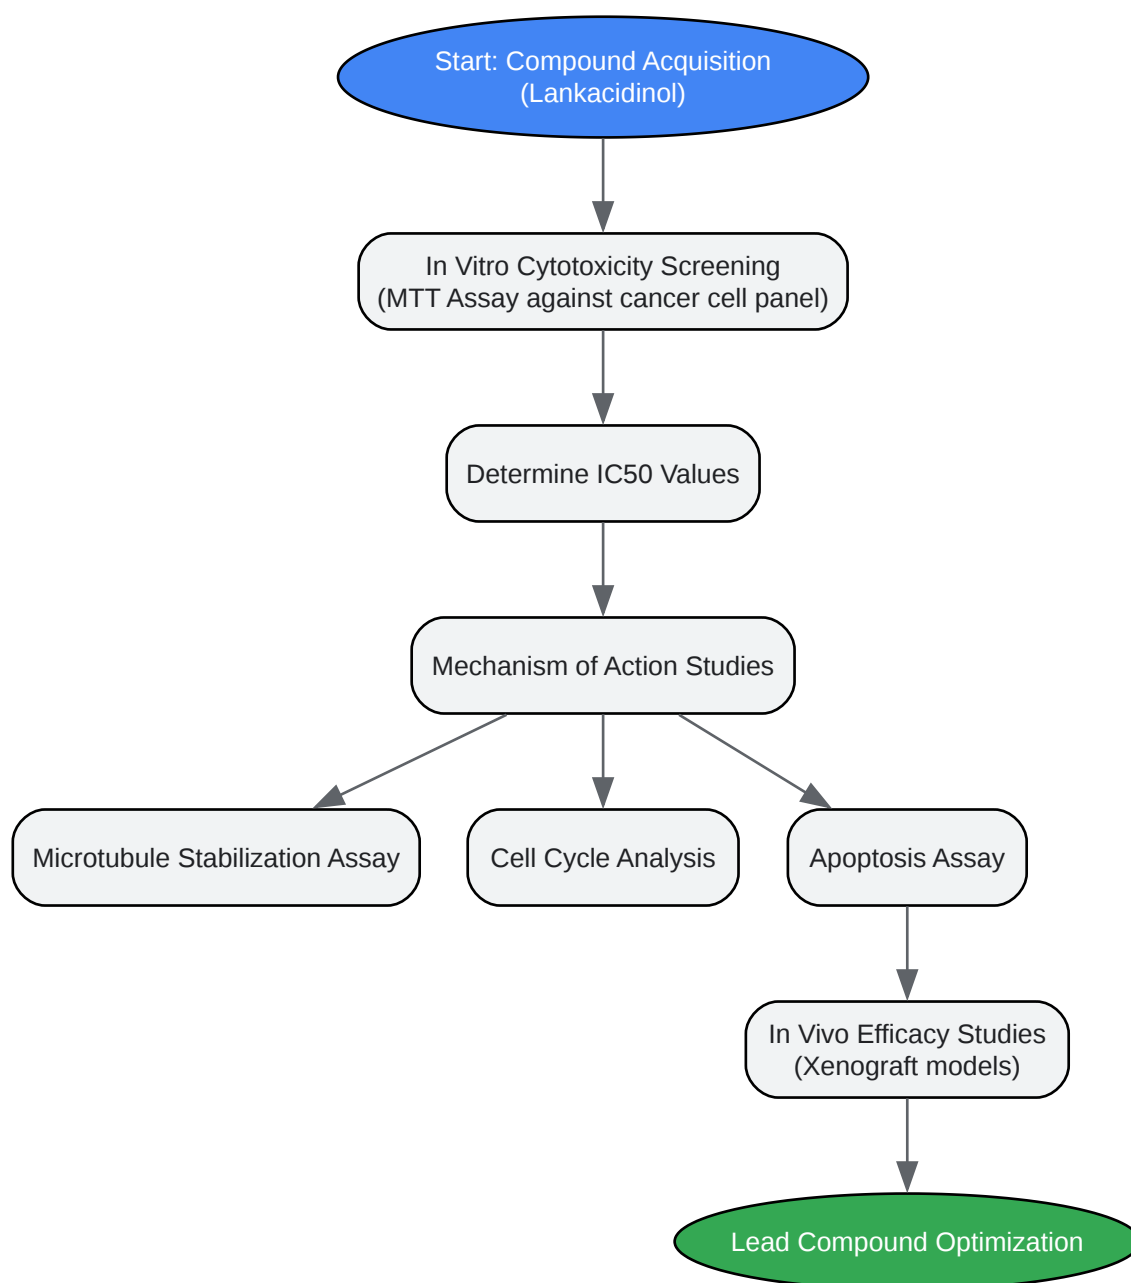 Start: Compound Acquisition
(Lankacidinol)
In Vitro Cytotoxicity Screening
(MTT Assay against cancer cell panel)
Determine IC50 Values
Mechanism of Action Studies
Microtubule Stabilization Assay
Cell Cycle Analysis
Apoptosis Assay
In Vivo Efficacy Studies
(Xenograft models)
Lead Compound Optimization